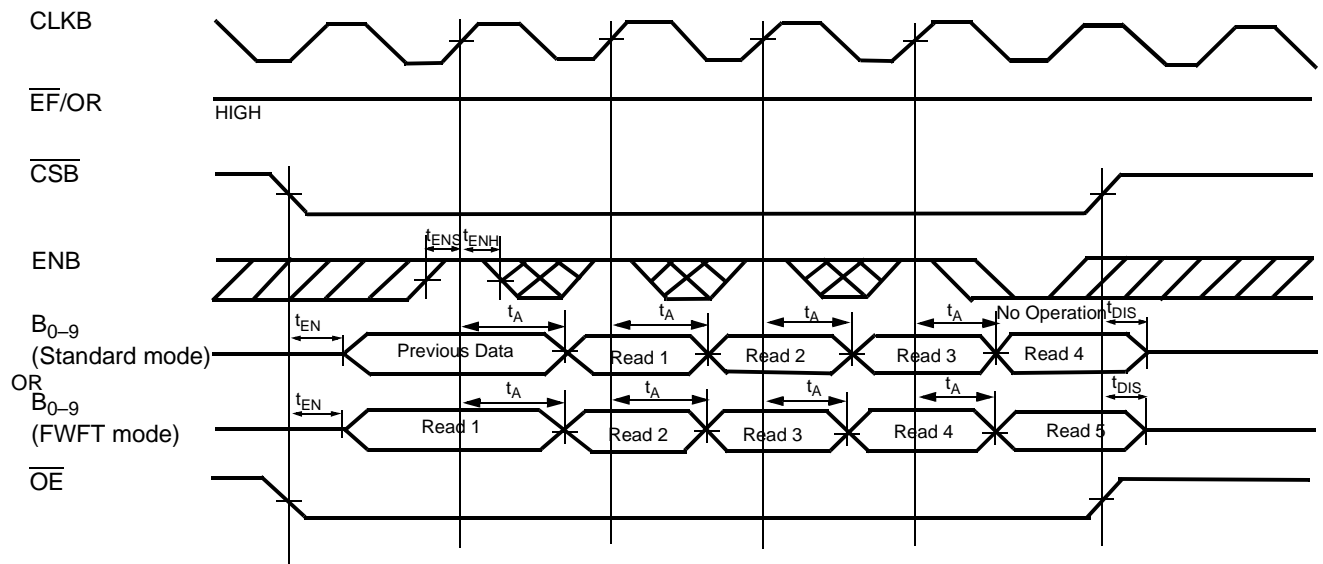 CLKB
EF/OR
HIGH
CSB
tENS tENH
ENB
B0–9
(Standard mode)
tEN
tA tA tA tA
No Operation
tDIS
Previous Data Read 1 Read 2 Read 3 Read 4
OR
B0–9
(FWFT mode)
tEN
tA tA tA tA
tDIS
Read 1 Read 2 Read 3 Read 4 Read 5
OE